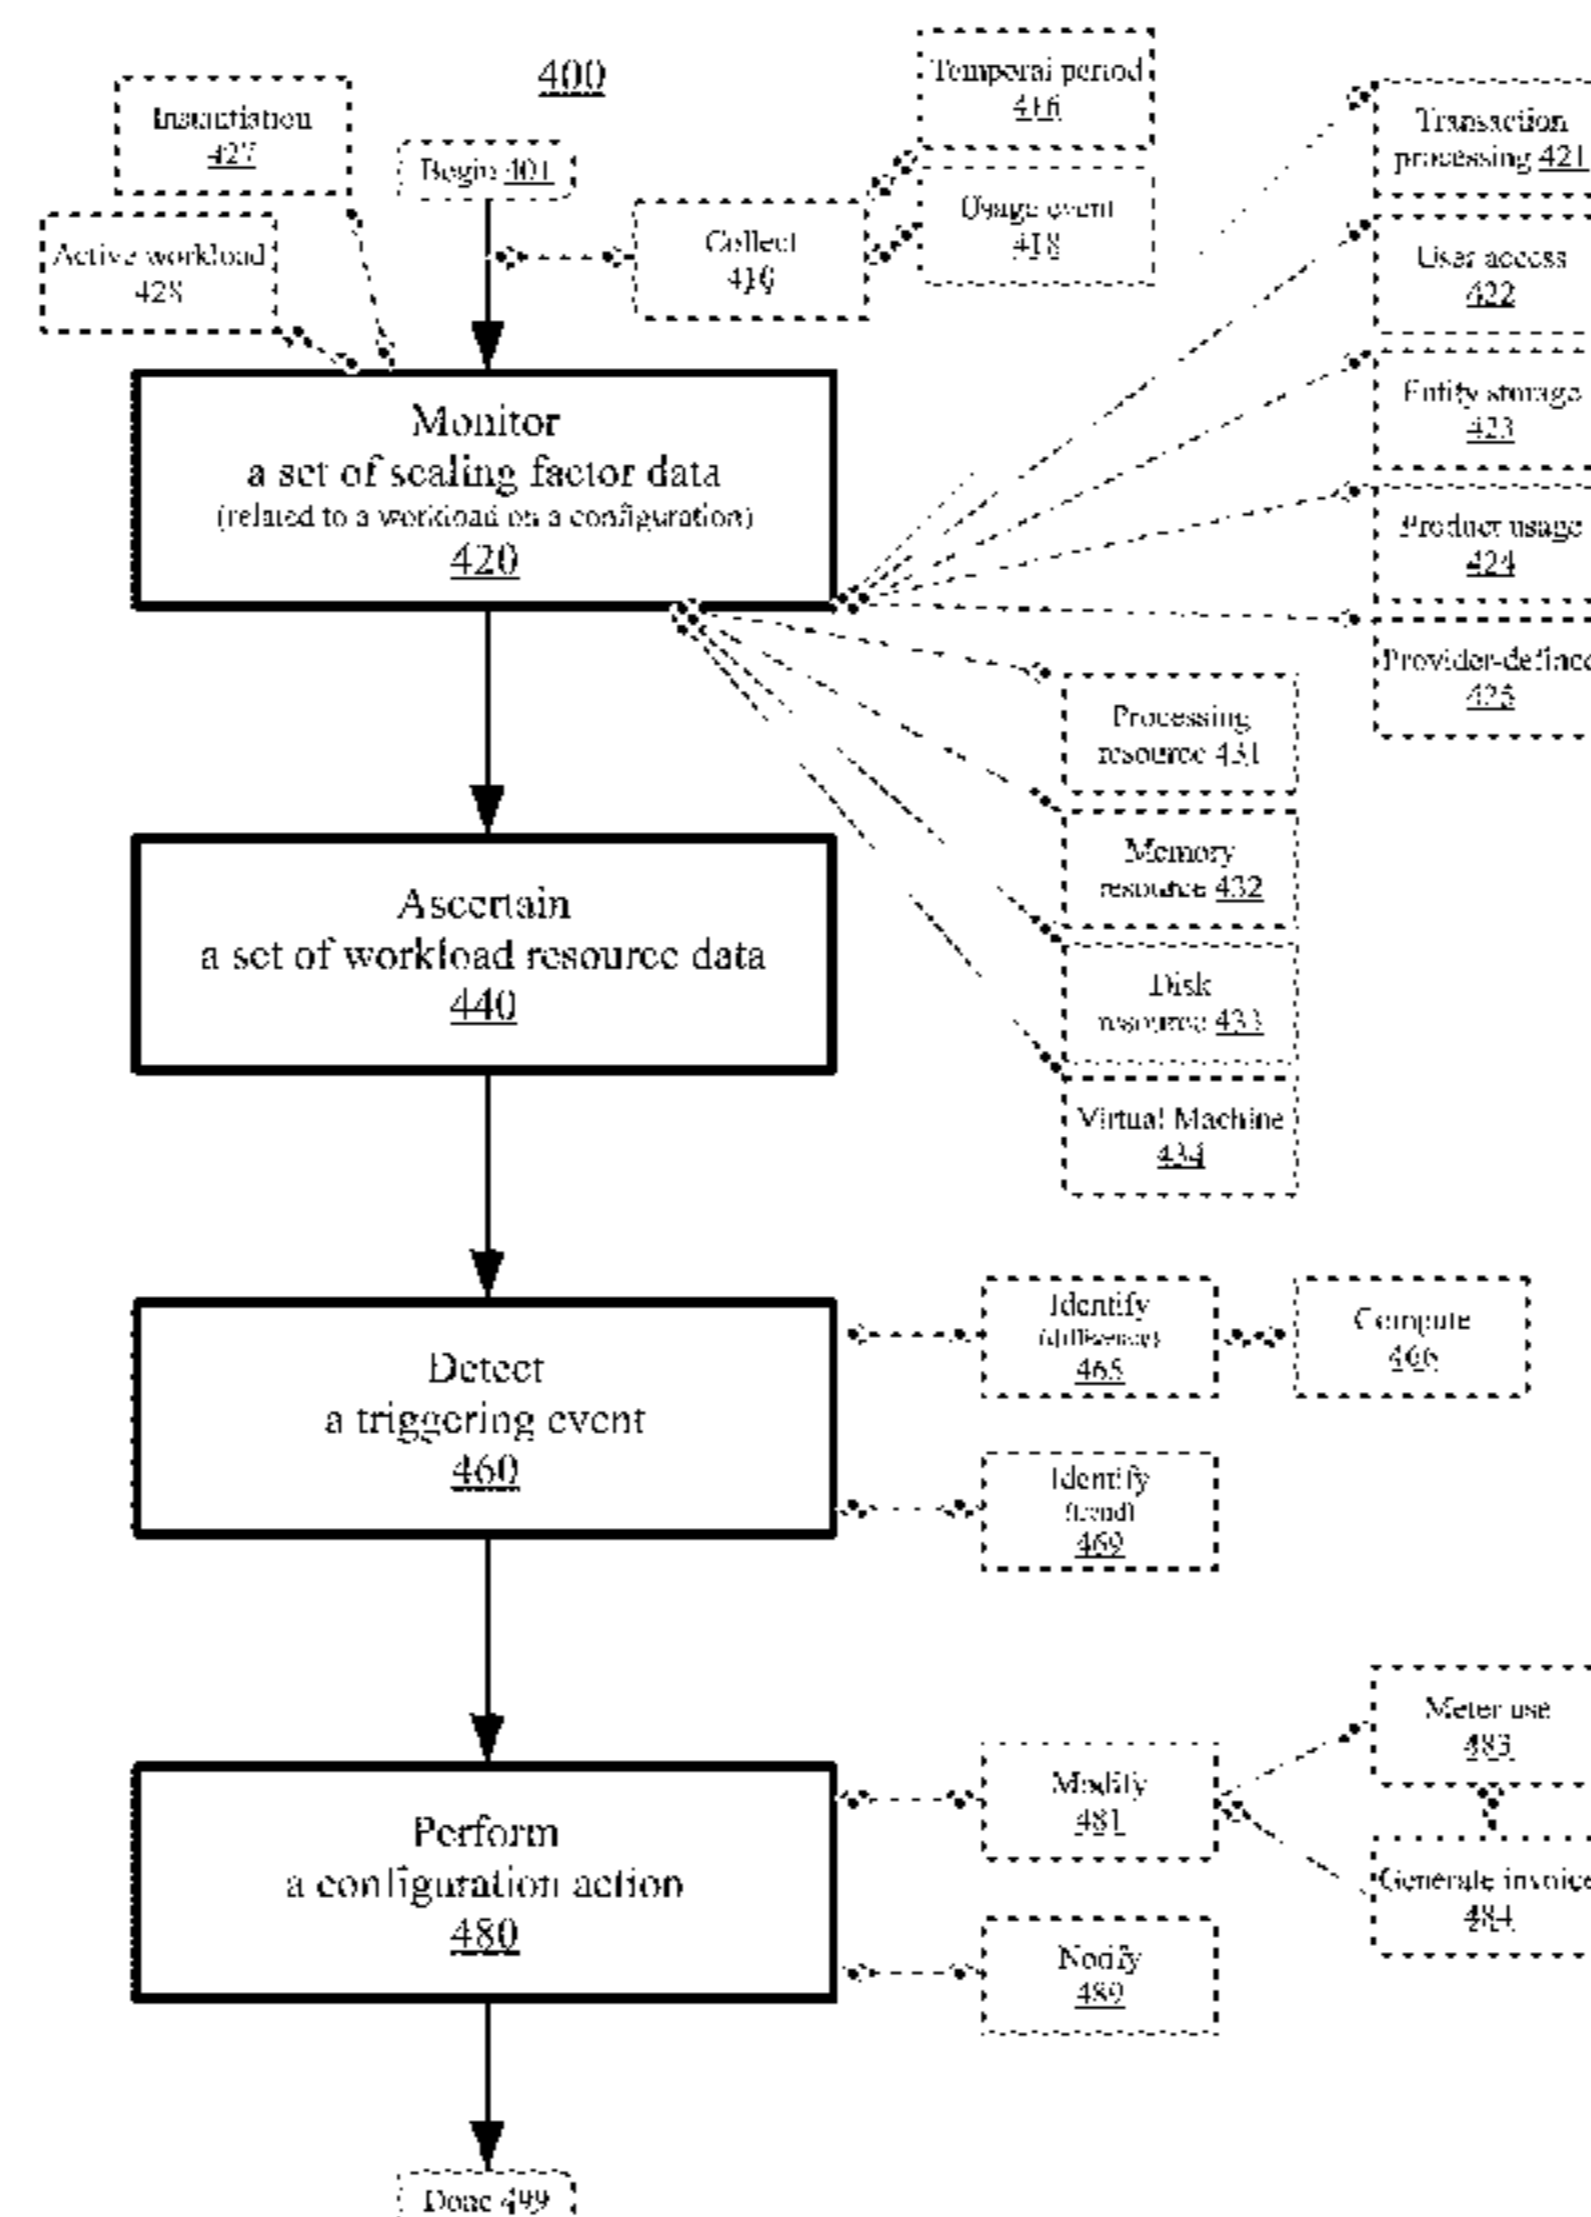 400
Instantiation
427
Active workload
428
Begin 401
Collect
Temporal period
416
Usage event
418
Transaction
processing 421
User access
422
Entity storage
423
Product usage
424
Provider-define
425
Monitor
a set of scaling factor data
(related to a workload on a configuration)
420
Processing
resource 431
Memory
resource 432
Disk
resource 433
Virtual Machine
434
Ascertain
a set of workload resource data
440
Detect
a triggering event
460
Identify
(difference)
465
Compute
466
Identify
(trend)
469
Perform
a configuration action
480
Modify
481
Meter use
483
Generate invoice
484
Notify
489
Done 499